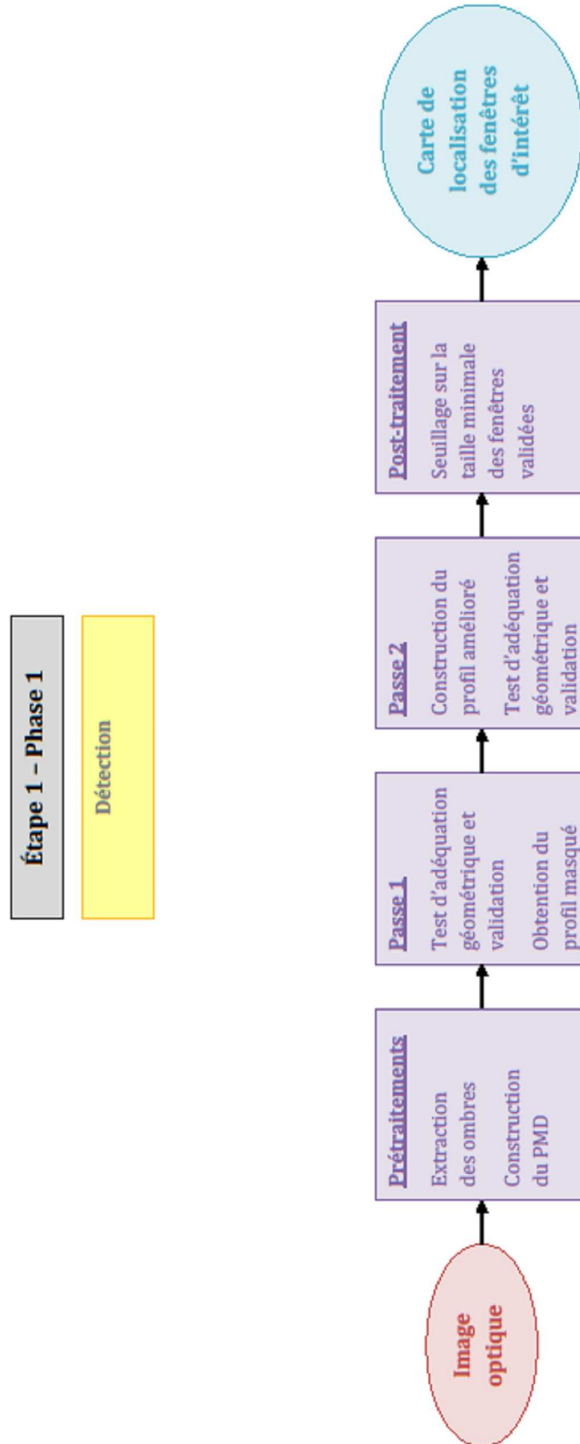 Étape 1 – Phase 1
Détection
Image
optique
Prétraitements
Extraction
des ombres
Construction
du PMD
Passe 1
Test d'adéquation
géométrique et
validation
Obtention du
profil masqué
Passe 2
Construction du
profil amélioré
Test d'adéquation
géométrique et
validation
Post-traitement
Seuillage sur la
taille minimale
des fenêtres
validées
Carte de
localisation
des fenêtres
d'intérêt